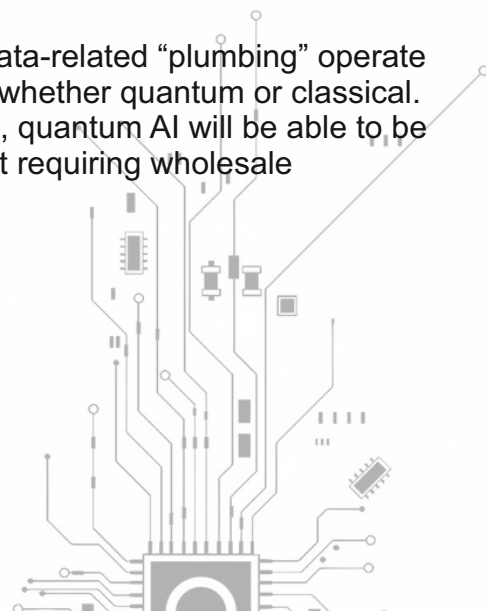 ata-related “plumbing” operate
whether quantum or classical.
, quantum AI will be able to be
t requiring wholesale